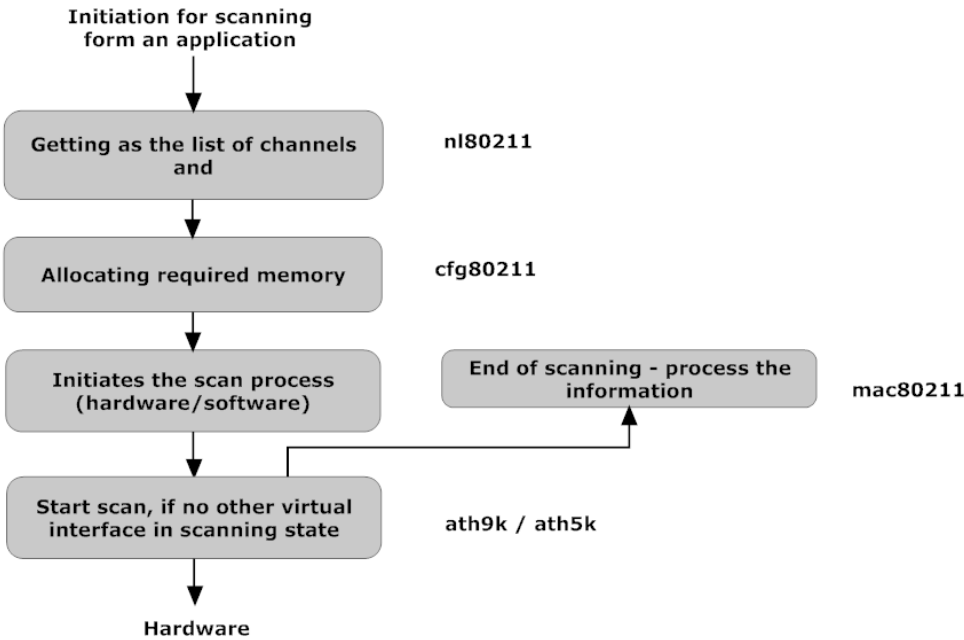 Initiation for scanning
form an application
Getting as the list of channels
and
nl80211
Allocating required memory
cfg80211
Initiates the scan process
(hardware/software)
End of scanning - process the
information
mac80211
Start scan, if no other virtual
interface in scanning state
ath9k / ath5k
Hardware